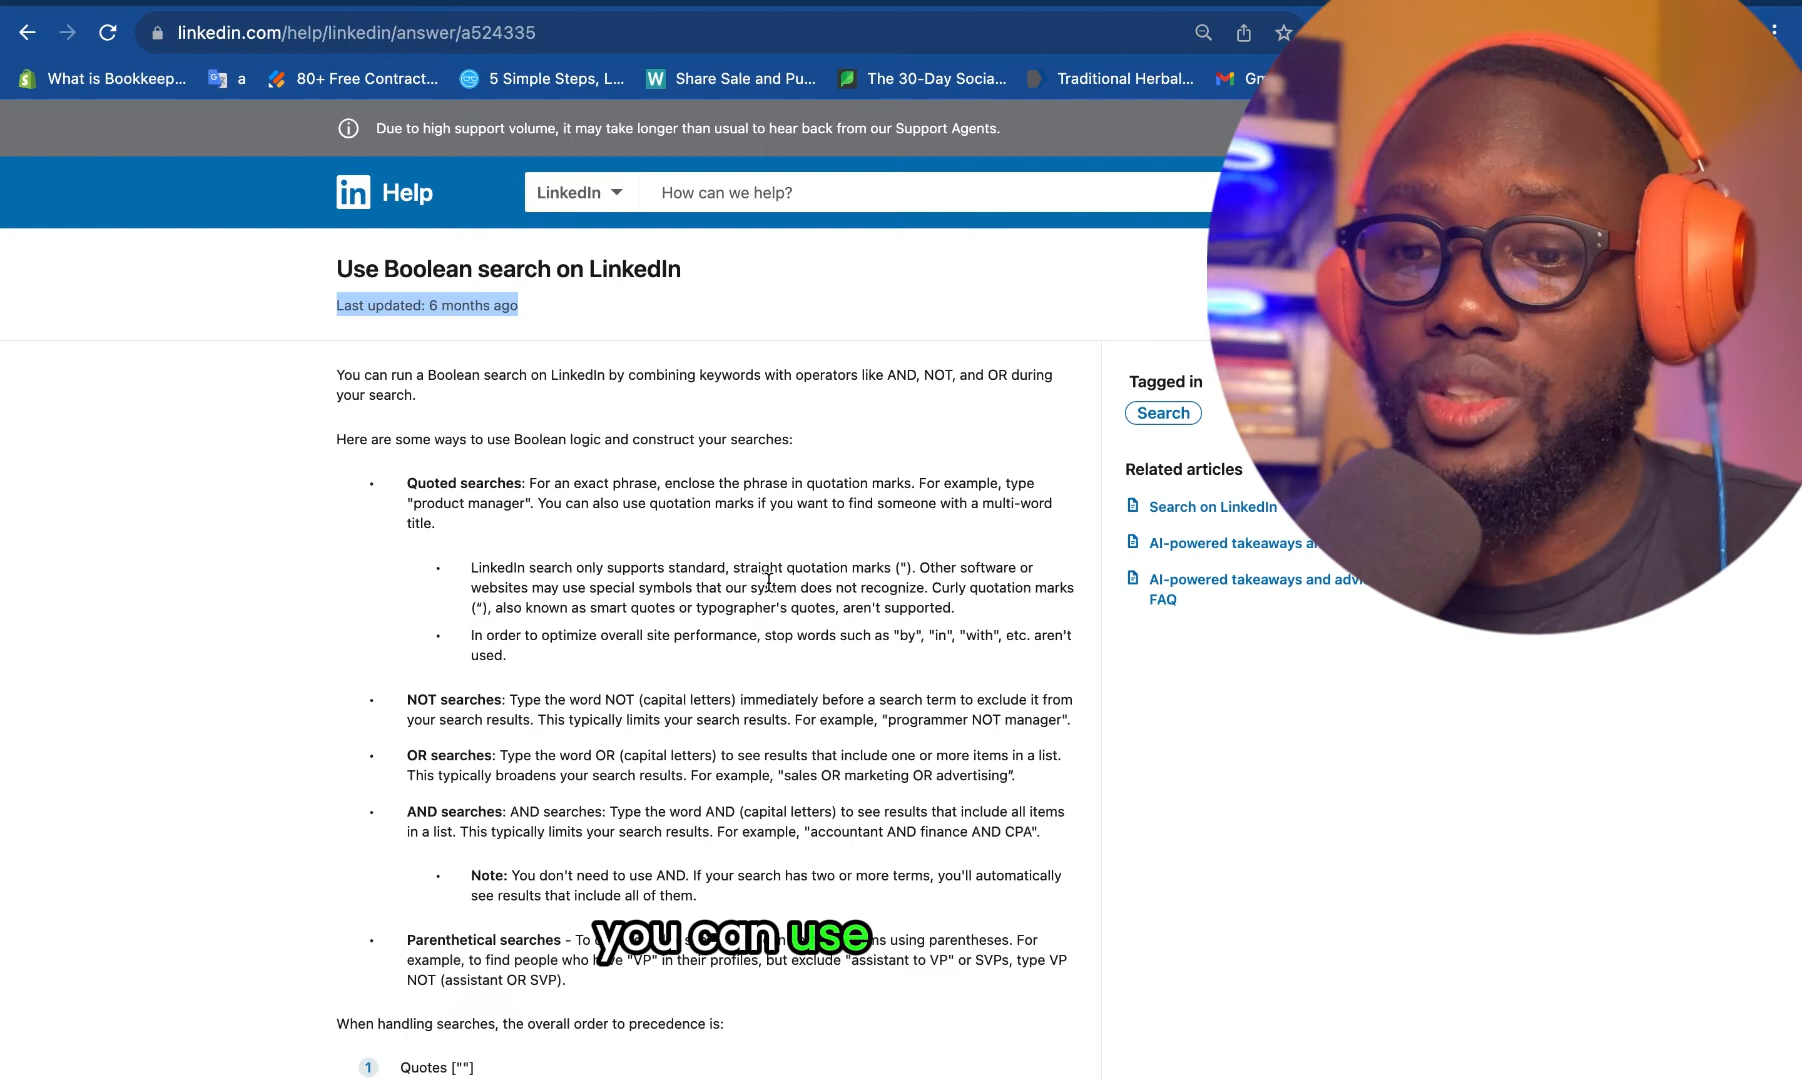 linkedin.com/help/linkedin/answer/a524335
What is Bookkeep... a 80+ Free Contract... 5 Simple Steps, L... W Share Sale and Pu... The 30-Day Socia... Traditional Herbal... Gm
Due to high support volume, it may take longer than usual to hear back from our Support Agents.
in Help LinkedIn How can we help?
Use Boolean search on LinkedIn
Last updated: 6 months ago
You can run a Boolean search on LinkedIn by combining keywords with operators like AND, NOT, and OR during
your search.
Here are some ways to use Boolean logic and construct your searches:
• Quoted searches: For an exact phrase, enclose the phrase in quotation marks. For example, type
"product manager". You can also use quotation marks if you want to find someone with a multi-word
title.
• LinkedIn search only supports standard, straight quotation marks ("). Other software or
websites may use special symbols that our system does not recognize. Curly quotation marks
(“), also known as smart quotes or typographer's quotes, aren't supported.
• In order to optimize overall site performance, stop words such as "by", "in", "with", etc. aren't
used.
• NOT searches: Type the word NOT (capital letters) immediately before a search term to exclude it from
your search results. This typically limits your search results. For example, "programmer NOT manager".
• OR searches: Type the word OR (capital letters) to see results that include one or more items in a list.
This typically broadens your search results. For example, "sales OR marketing OR advertising".
• AND searches: AND searches: Type the word AND (capital letters) to see results that include all items
in a list. This typically limits your search results. For example, "accountant AND finance AND CPA".
• Note: You don't need to use AND. If your search has two or more terms, you'll automatically
see results that include all of them.
• Parenthetical searches - To using parentheses. For
example, to find people who "VP" in their profiles, but exclude "assistant to VP" or SVPs, type VP
NOT (assistant OR SVP).
you can use
When handling searches, the overall order to precedence is:
1 Quotes [""]
Tagged in
Search
Related articles
Search on LinkedIn
AI-powered takeaways
AI-powered takeaways and
FAQ